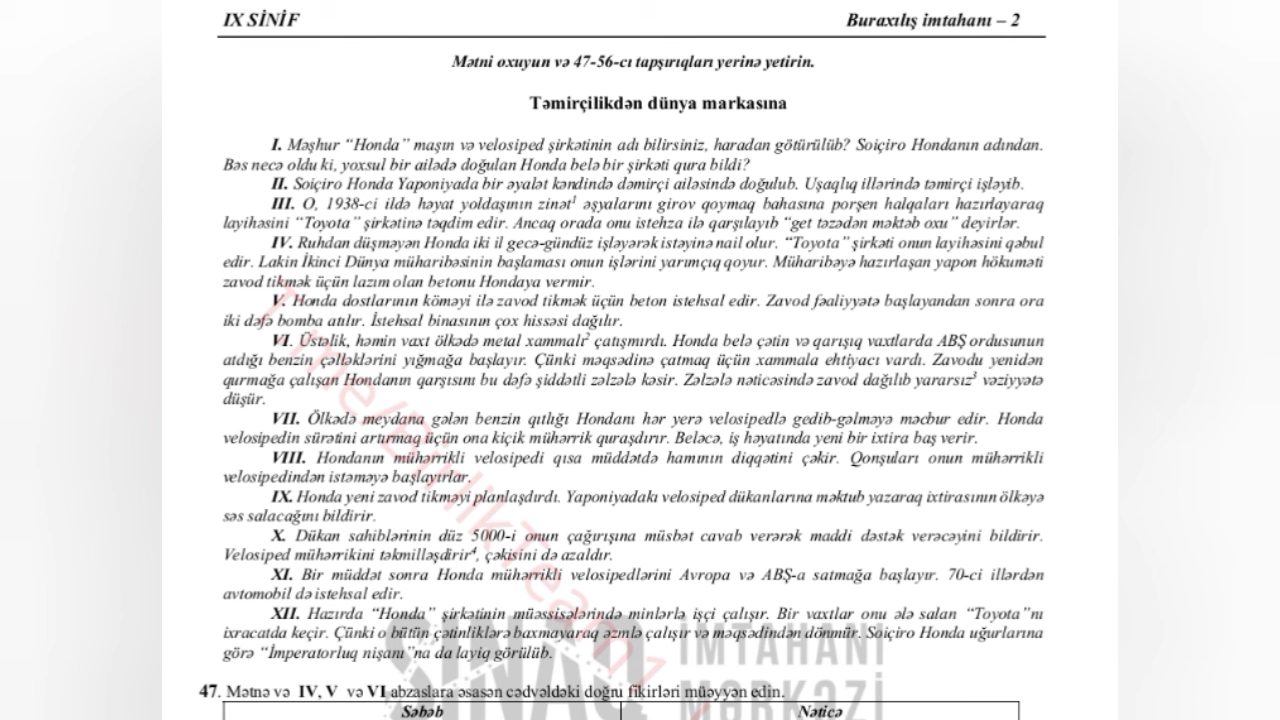 IX SİNİF
Buraxılış imtahanı – 2
Mətni oxuyun və 47-56-cı tapşırıqları yerinə yetirin.
Təmirçilikdən dünya markasına
I. Məşhur “Honda” maşın və velosiped şirkətinin adı bilirsiniz, haradan götürülüb? Soiçiro Hondanın adından.
Bəs necə oldu ki, yoxsul bir ailədə doğulan Honda belə bir şirkəti qura bildi?
II. Soiçiro Honda Yaponiyada bir əyalət kəndində dəmirçi ailəsində doğulub. Uşaqlıq illərində təmirçi işləyib.
III. O, 1938-ci ildə həyat yoldaşının zinət¹ əşyalarını girov qoymaq bahasına porşen halqaları hazırlayaraq
layihəsini “Toyota” şirkətinə təqdim edir. Ancaq orada onu istehza ilə qarşılayıb “get təzədən məktəb oxu” deyirlər.
IV. Ruhdan düşməyən Honda iki il gecə-gündüz işləyərək istəyinə nail olur. “Toyota” şirkəti onun layihəsini qəbul
edir. Lakin İkinci Dünya müharibəsinin başlaması onun işlərini yarımçıq qoyur. Müharibəyə hazırlaşan yapon hökuməti
zavod tikmək üçün lazım olan betonu Hondaya vermir.
V. Honda dostlarının köməyi ilə zavod tikmək üçün beton istehsal edir. Zavod fəaliyyətə başlayandan sonra ora
iki dəfə bomba atılır. İstehsal binasının çox hissəsi dağılır.
VI. Üstəlik, həmin vaxt ölkədə metal xammalı² çatışmırdı. Honda belə çətin və qarışıq vaxtlarda ABŞ ordusunun
atdığı benzin çəlləklərini yığmağa başlayır. Çünki məqsədinə çatmaq üçün xammala ehtiyacı vardı. Zavodu yenidən
qurmağa çalışan Hondanın qarşısını bu dəfə şiddətli zəlzələ kəsir. Zəlzələ nəticəsində zavod dağılıb yararsız³ vəziyyətə
düşür.
VII. Ölkədə meydana gələn benzin qıtlığı Hondanı hər yerə velosipedlə gedib-gəlməyə məcbur edir. Honda
velosipedin sürətini artırmaq üçün ona kiçik mühərrik quraşdırır. Beləcə, iş həyatında yeni bir ixtira baş verir.
VIII. Hondanın mühərrikli velosipedi qısa müddətdə hamının diqqətini çəkir. Qonşuları onun mühərrikli
velosipedindən istəməyə başlayırlar.
IX. Honda yeni zavod tikməyi planlaşdırdı. Yaponiyadakı velosiped dükanlarına məktub yazaraq ixtirasının ölkəyə
səs salacağını bildirir.
X. Dükan sahiblərinin düz 5000-i onun çağırışına müsbət cavab verərək maddi dəstək verəcəyini bildirir.
Velosiped mühərrikini təkmilləşdirir⁴, çəkisini də azaldır.
XI. Bir müddət sonra Honda mühərrikli velosipedlərini Avropa və ABŞ-a satmağa başlayır. 70-ci illərdən
avtomobil də istehsal edir.
XII. Hazırda “Honda” şirkətinin müəssisələrində minlərlə işçi çalışır. Bir vaxtlar onu ələ salan “Toyota”nı
ixracatda keçir. Çünki o bütün çətinliklərə baxmayaraq əzmlə çalışır və məqsədindən dönmür. Soiçiro Honda uğurlarına
görə “İmperatorluq nişanı”na da layiq görülüb.
47. Mətnə və IV, V və VI abzaslara əsasən cədvəldəki doğru fikirləri müəyyən edin.
Səbəb
Nəticə
T.me/BirlikTeam1
SINAQ
İMTAHANI
MƏRKƏZİ